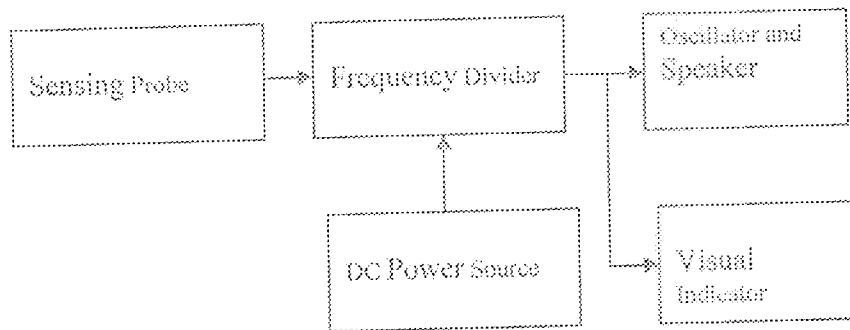 Sensing Probe
Frequency Divider
Oscillator and
Speaker
DC Power Source
Visual
Indicator